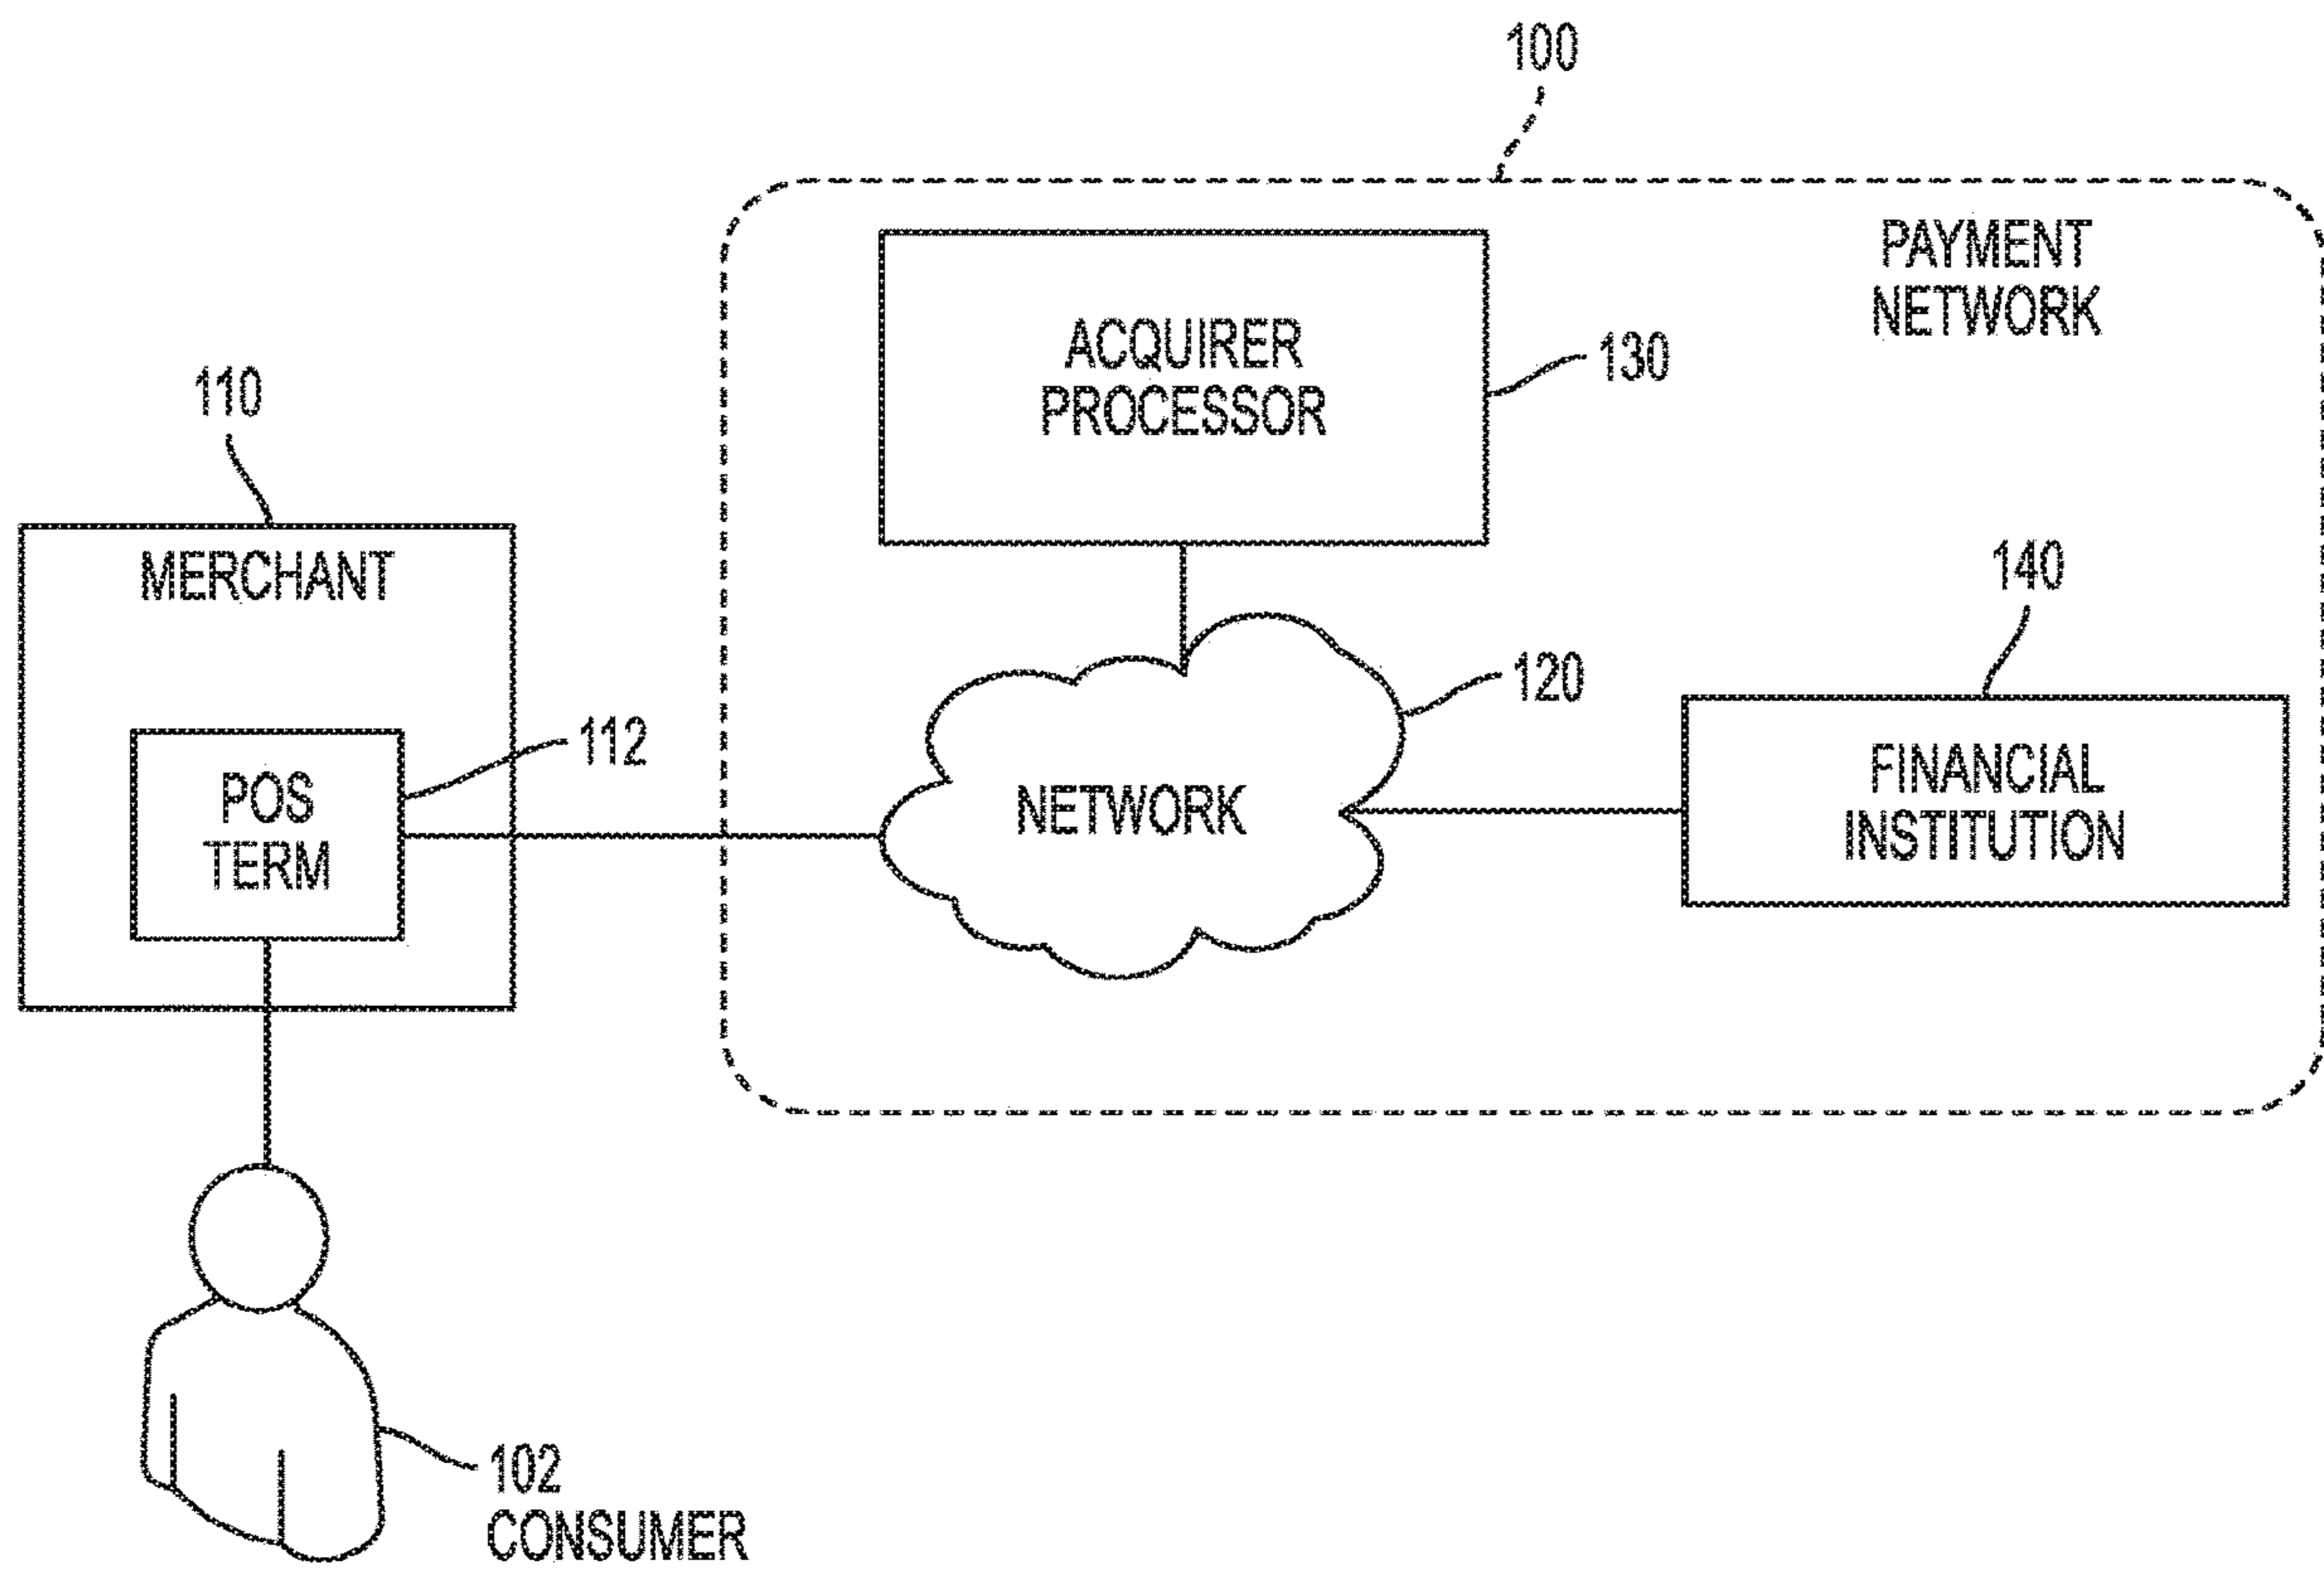 100
PAYMENT
NETWORK
ACQUIRER
PROCESSOR
130
110
MERCHANT
140
120
112
POS
TERM
NETWORK
FINANCIAL
INSTITUTION
102
CONSUMER